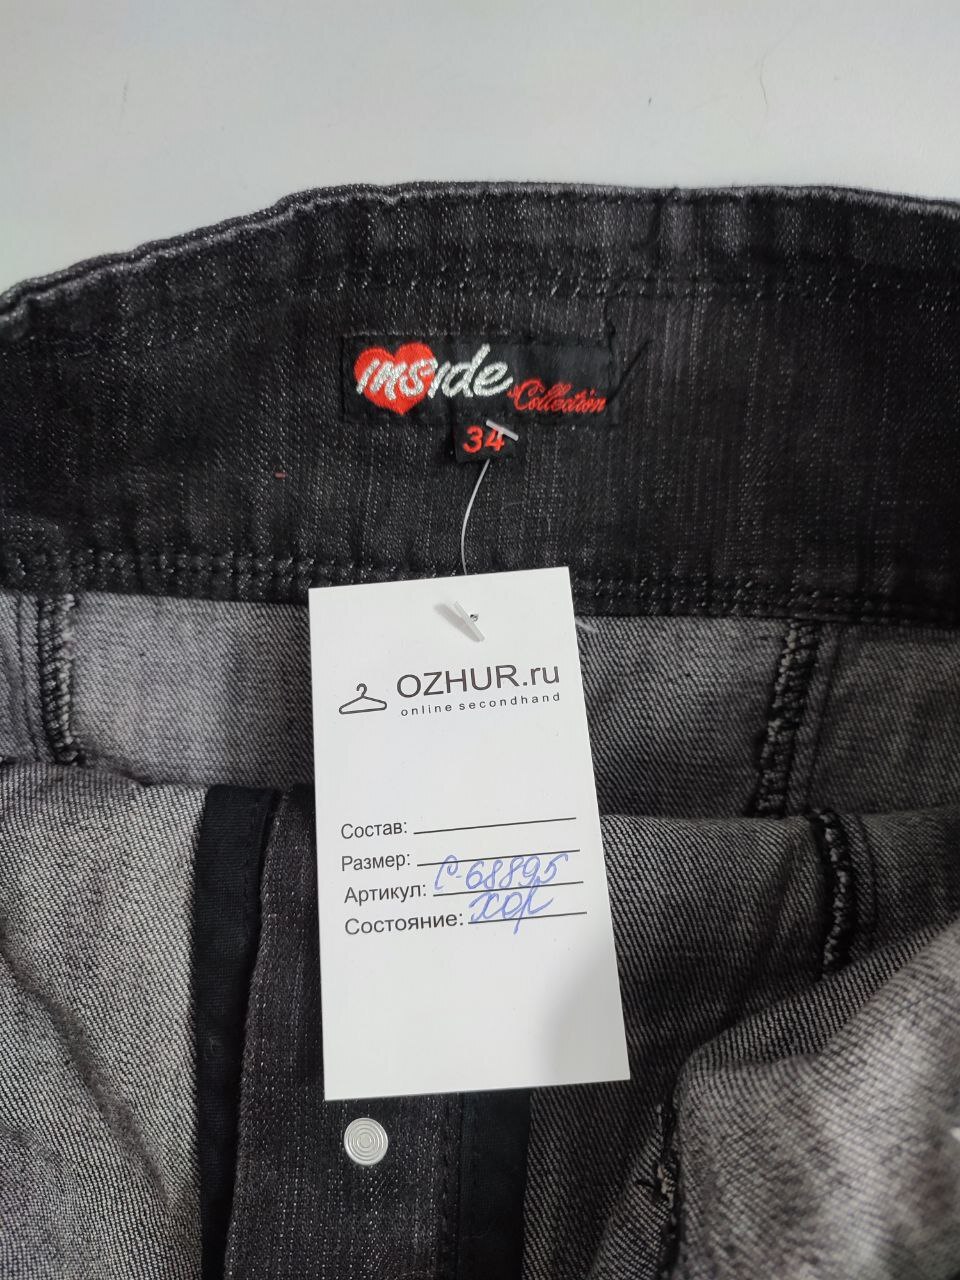 inside Collection
34
OZHUR.ru
online secondhand
Состав:
Размер:
Артикул: С-68895
Состояние: хор